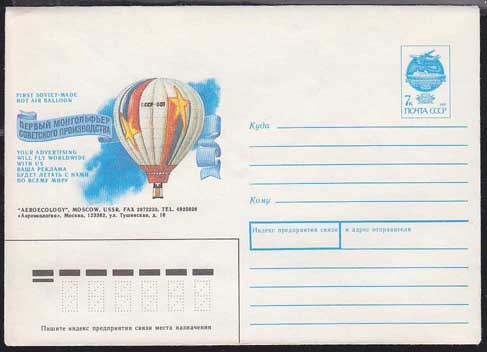 FIRST SOVIET-MADE
HOT AIR BALLOON
ПЕРВЫЙ МОНГОЛЬФЬЕР
СОВЕТСКОГО ПРОИЗВОДСТВА
YOUR ADVERTISING
WILL FLY WORLDWIDE
WITH US
ВАША РЕКЛАМА
БУДЕТ ЛЕТАТЬ С НАМИ
ПО ВСЕМУ МИРУ
"AEROECOLOGY", MOSCOW, USSR, FAX 2872233, TEL. 4925028
«Аэроэкология», Москва, 123362, ул. Тушинская, д. 16
7к
ПОЧТА СССР
Куда
Кому
Индекс предприятия связи
и адрес отправителя
Пишите индекс предприятия связи места назначения